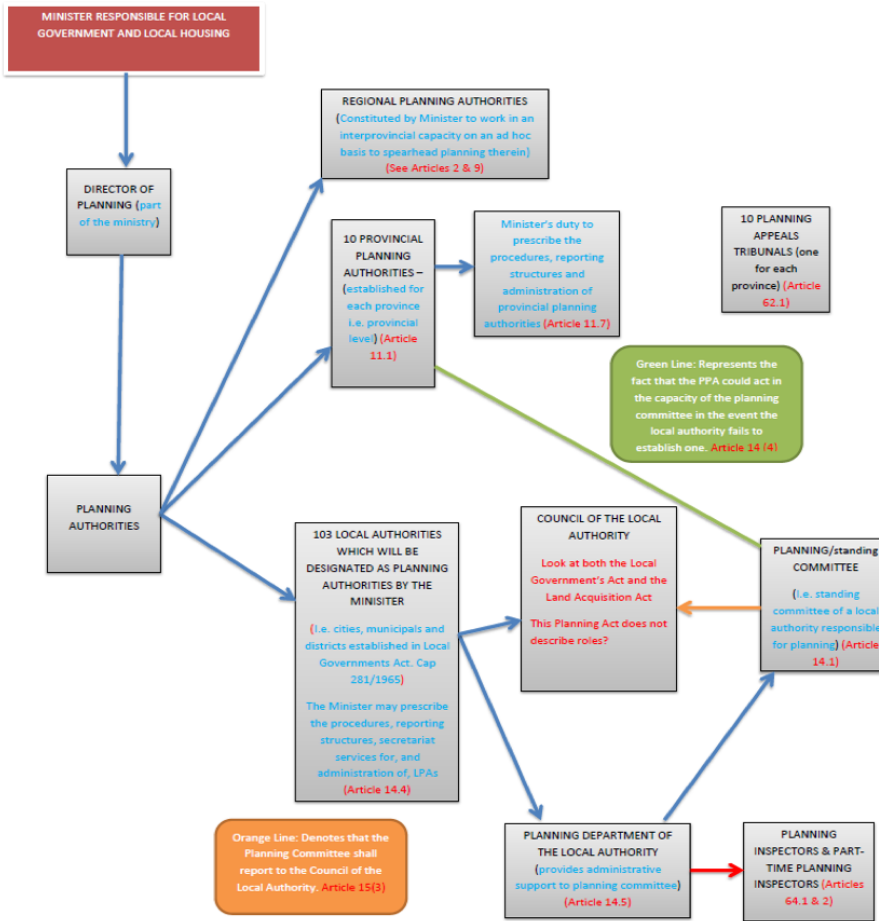 MINISTER RESPONSIBLE FOR LOCAL
GOVERNMENT AND LOCAL HOUSING
REGIONAL PLANNING AUTHORITIES
(Constituted by Minister to work in an
interprovincial capacity on an ad hoc
basis to spearhead planning therein)
(See Articles 2 & 9)
DIRECTOR OF
PLANNING (part
of the ministry)
10 PROVINCIAL
PLANNING
AUTHORITIES –
(established for
each province
i.e. provincial
level) (Article
11.1)
Minister's duty to
prescribe the
procedures, reporting
structures and
administration of
provincial planning
authorities (Article 11.7)
10 PLANNING
APPEALS
TRIBUNALS (one
for each
province) (Article
62.1)
Green Line: Represents the
fact that the PPA could act in
the capacity of the planning
committee in the event the
local authority fails to
establish one. Article 14 (4)
PLANNING
AUTHORITIES
103 LOCAL AUTHORITIES
WHICH WILL BE
DESIGNATED AS PLANNING
AUTHORITIES BY THE
MINISITER
(I.e. cities, municipals and
districts established in Local
Governments Act. Cap
281/1965)
The Minister may prescribe
the procedures, reporting
structures, secretariat
services for, and
administration of, LPAs
(Article 14.4)
COUNCIL OF THE LOCAL
AUTHORITY
Look at both the Local
Government's Act and the
Land Acquisition Act
This Planning Act does not
describe roles?
PLANNING/standing
COMMITTEE
(I.e. standing
committee of a local
authority responsible
for planning) (Article
14.1)
Orange Line: Denotes that the
Planning Committee shall
report to the Council of the
Local Authority. Article 15(3)
PLANNING DEPARTMENT OF
THE LOCAL AUTHORITY
(provides administrative
support to planning committee)
(Article 14.5)
PLANNING
INSPECTORS & PART-
TIME PLANNING
INSPECTORS (Articles
64.1 & 2)